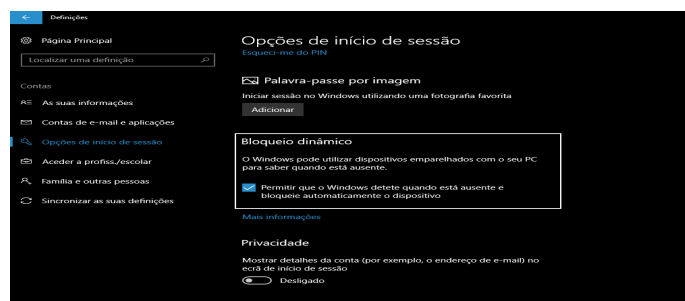 Definições
Página Principal
Localizar uma definição
Contas
As suas informações
Contas de e-mail e aplicações
Opções de início de sessão
Aceder a profiss./escolar
Família e outras pessoas
Sincronizar as suas definições
Opções de início de sessão
Esqueci-me do PIN
Palavra-passe por imagem
Iniciar sessão no Windows utilizando uma fotografia favorita
Adicionar
Bloqueio dinâmico
O Windows pode utilizar dispositivos emparelhados com o seu PC
para saber quando está ausente.
Permitir que o Windows detete quando está ausente e
bloqueie automaticamente o dispositivo
Mais informações
Privacidade
Mostrar detalhes da conta (por exemplo, o endereço de e-mail) no
ecrã de início de sessão
Desligado